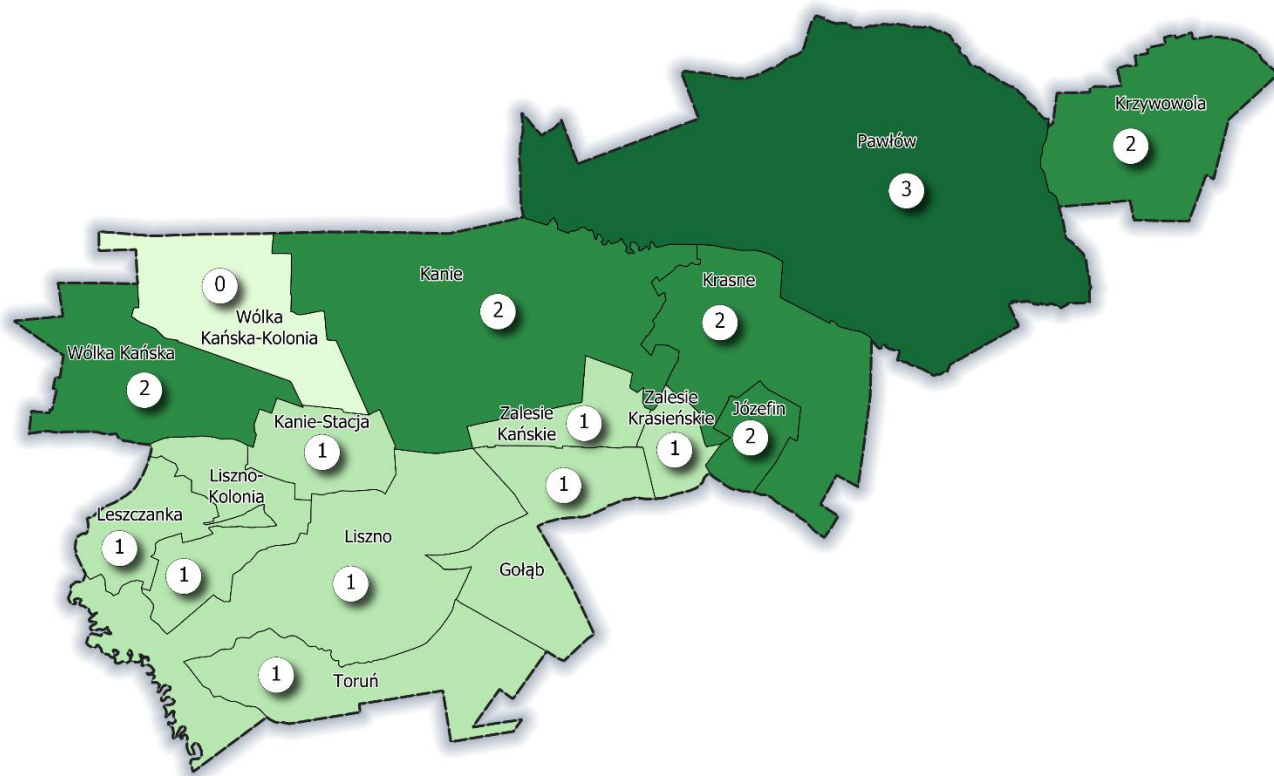 Krzywowola
2
Pawłów
3
Kanie
2
Krasne
2
0
Wólka
Kańska-Kolonia
Wólka Kańska
2
Kanie-Stacja
1
Zalesie
Kańskie
1
Zalesie
Krasieńskie
1
Józefin
2
Liszno-
Kolonia
1
Leszczanka
1
1
Liszno
1
Gołąb
Toruń
1